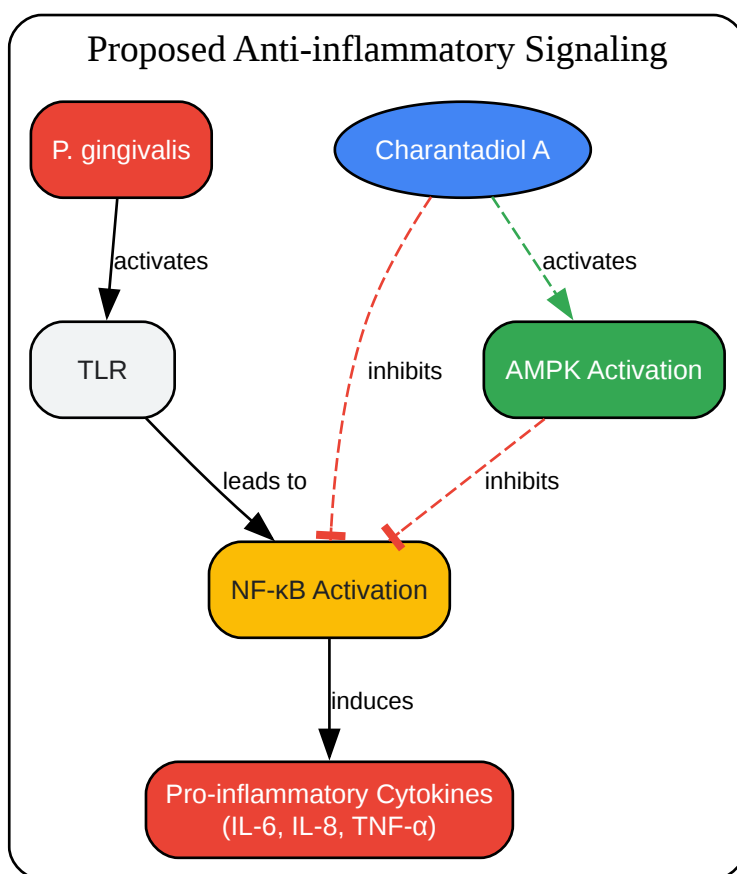 Proposed Anti-inflammatory Signaling
P. gingivalis
Charantadiol A
activates
activates
TLR
inhibits
AMPK Activation
leads to
inhibits
NF-κB Activation
induces
Pro-inflammatory Cytokines
(IL-6, IL-8, TNF-α)